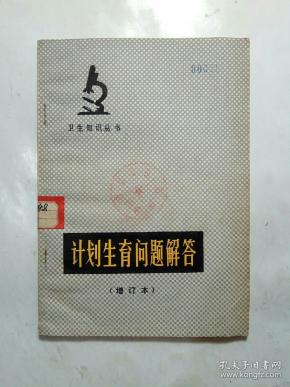 卫生知识丛书
计划生育问题解答
（增订本）
孔夫子旧书网